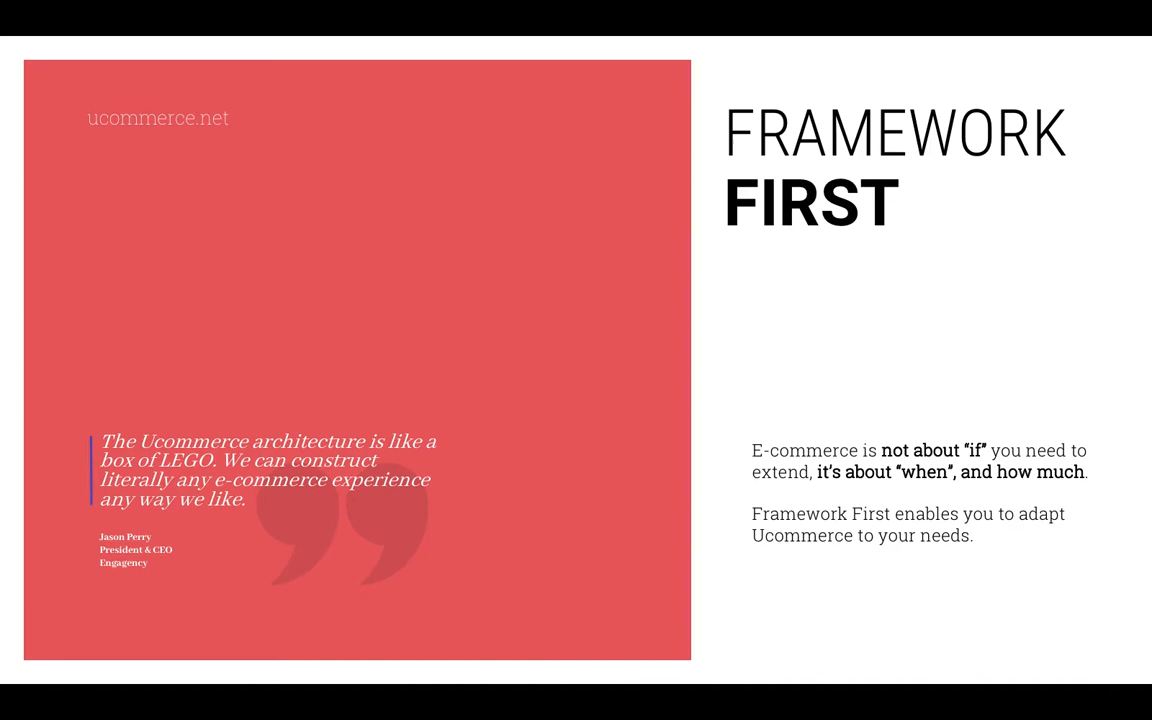 ucommerce.net
The Ucommerce architecture is like a
box of LEGO. We can construct
literally any e-commerce experience
any way we like.
Jason Perry
President & CEO
Engagency
FRAMEWORK
FIRST
E-commerce is not about “if” you need to
extend, it’s about “when”, and how much.
Framework First enables you to adapt
Ucommerce to your needs.